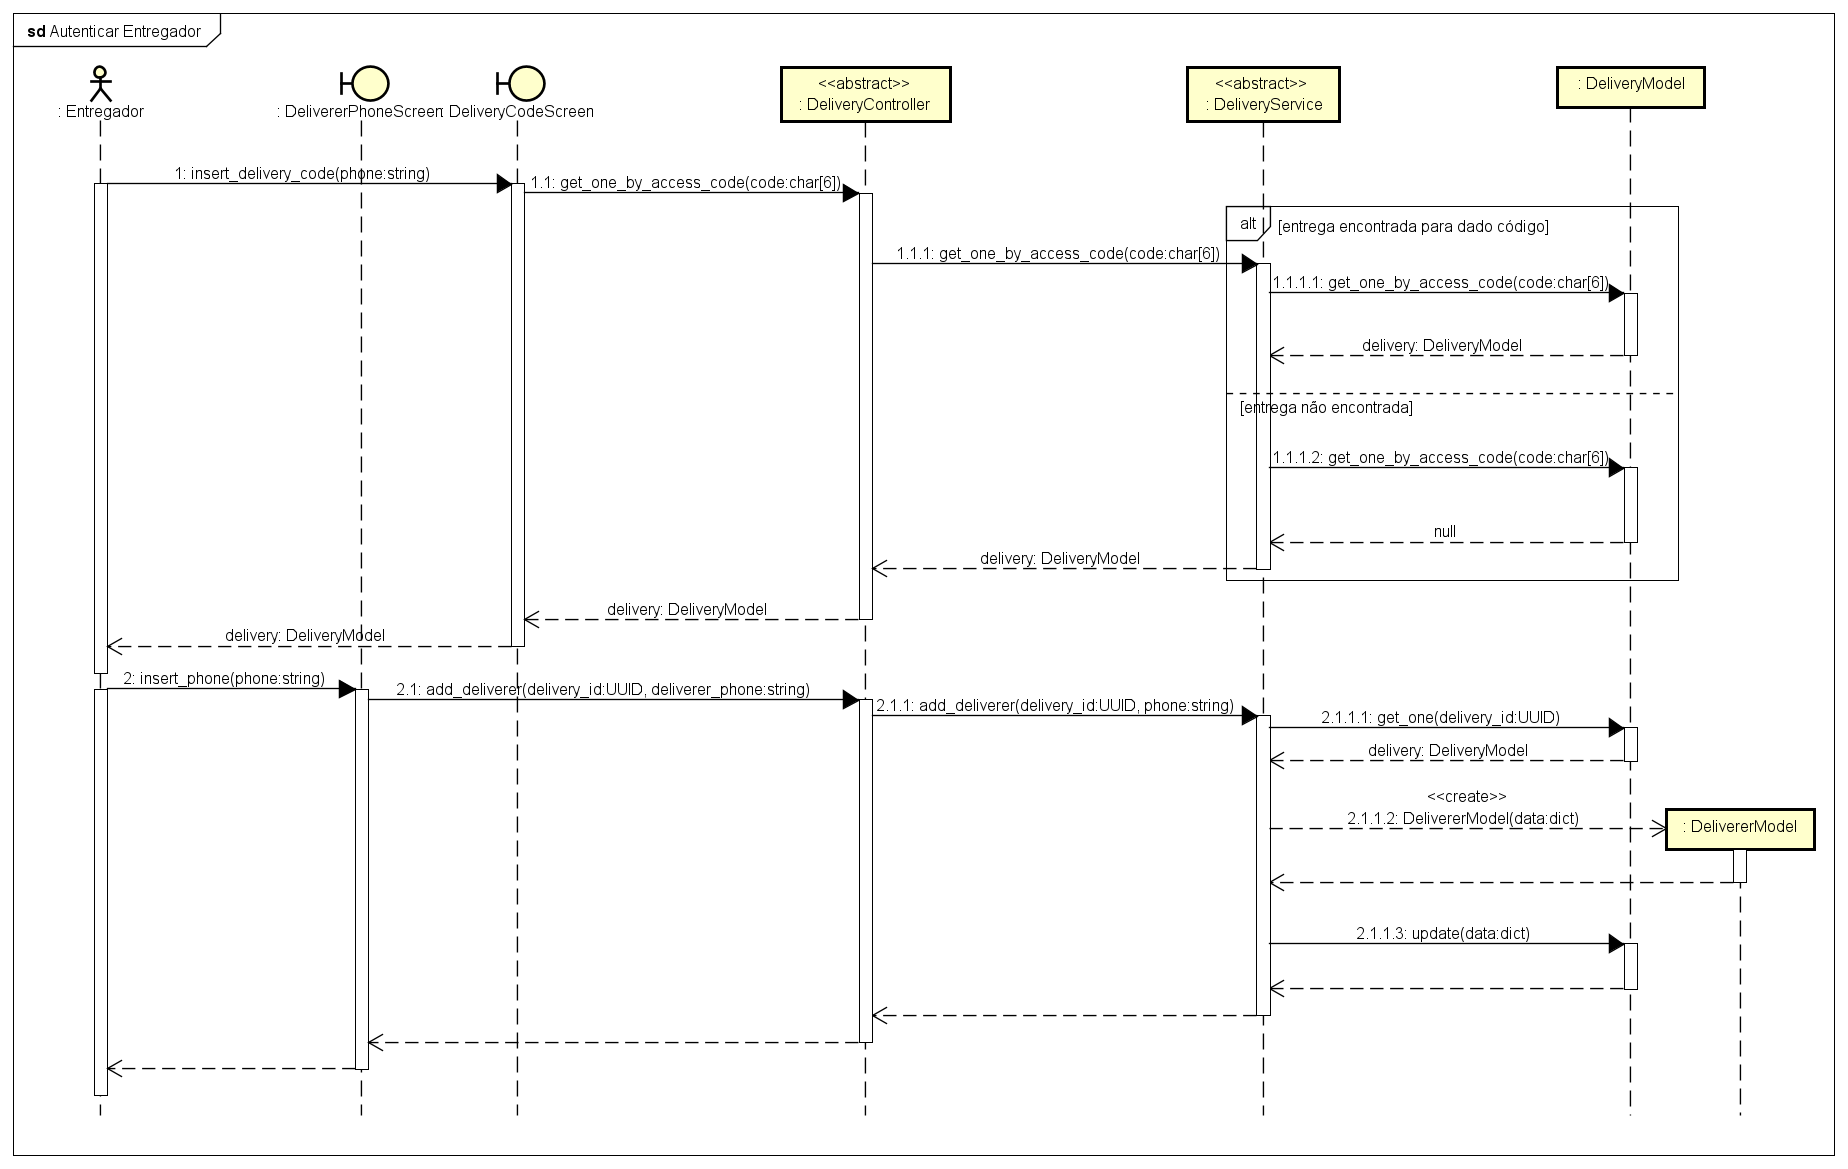 sd Autenticar Entregador
: Entregador
: DelivererPhoneScreen
: DeliveryCodeScreen
<<abstract>>
: DeliveryController
<<abstract>>
: DeliveryService
: DeliveryModel
1: insert_delivery_code(phone:string)
1.1: get_one_by_access_code(code:char[6])
alt
[entrega encontrada para dado código]
1.1.1: get_one_by_access_code(code:char[6])
1.1.1.1: get_one_by_access_code(code:char[6])
delivery: DeliveryModel
[entrega não encontrada]
1.1.1.2: get_one_by_access_code(code:char[6])
null
delivery: DeliveryModel
delivery: DeliveryModel
delivery: DeliveryModel
2: insert_phone(phone:string)
2.1: add_deliverer(delivery_id:UUID, deliverer_phone:string)
2.1.1: add_deliverer(delivery_id:UUID, phone:string)
2.1.1.1: get_one(delivery_id:UUID)
delivery: DeliveryModel
<<create>>
2.1.1.2: DelivererModel(data:dict)
: DelivererModel
2.1.1.3: update(data:dict)